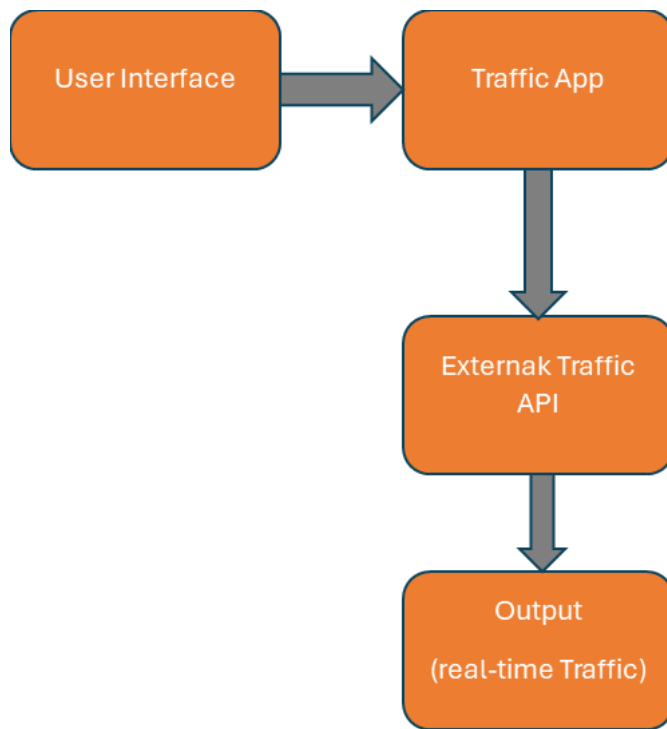 User Interface
Traffic App
Externak Traffic
API
Output
(real-time Traffic)